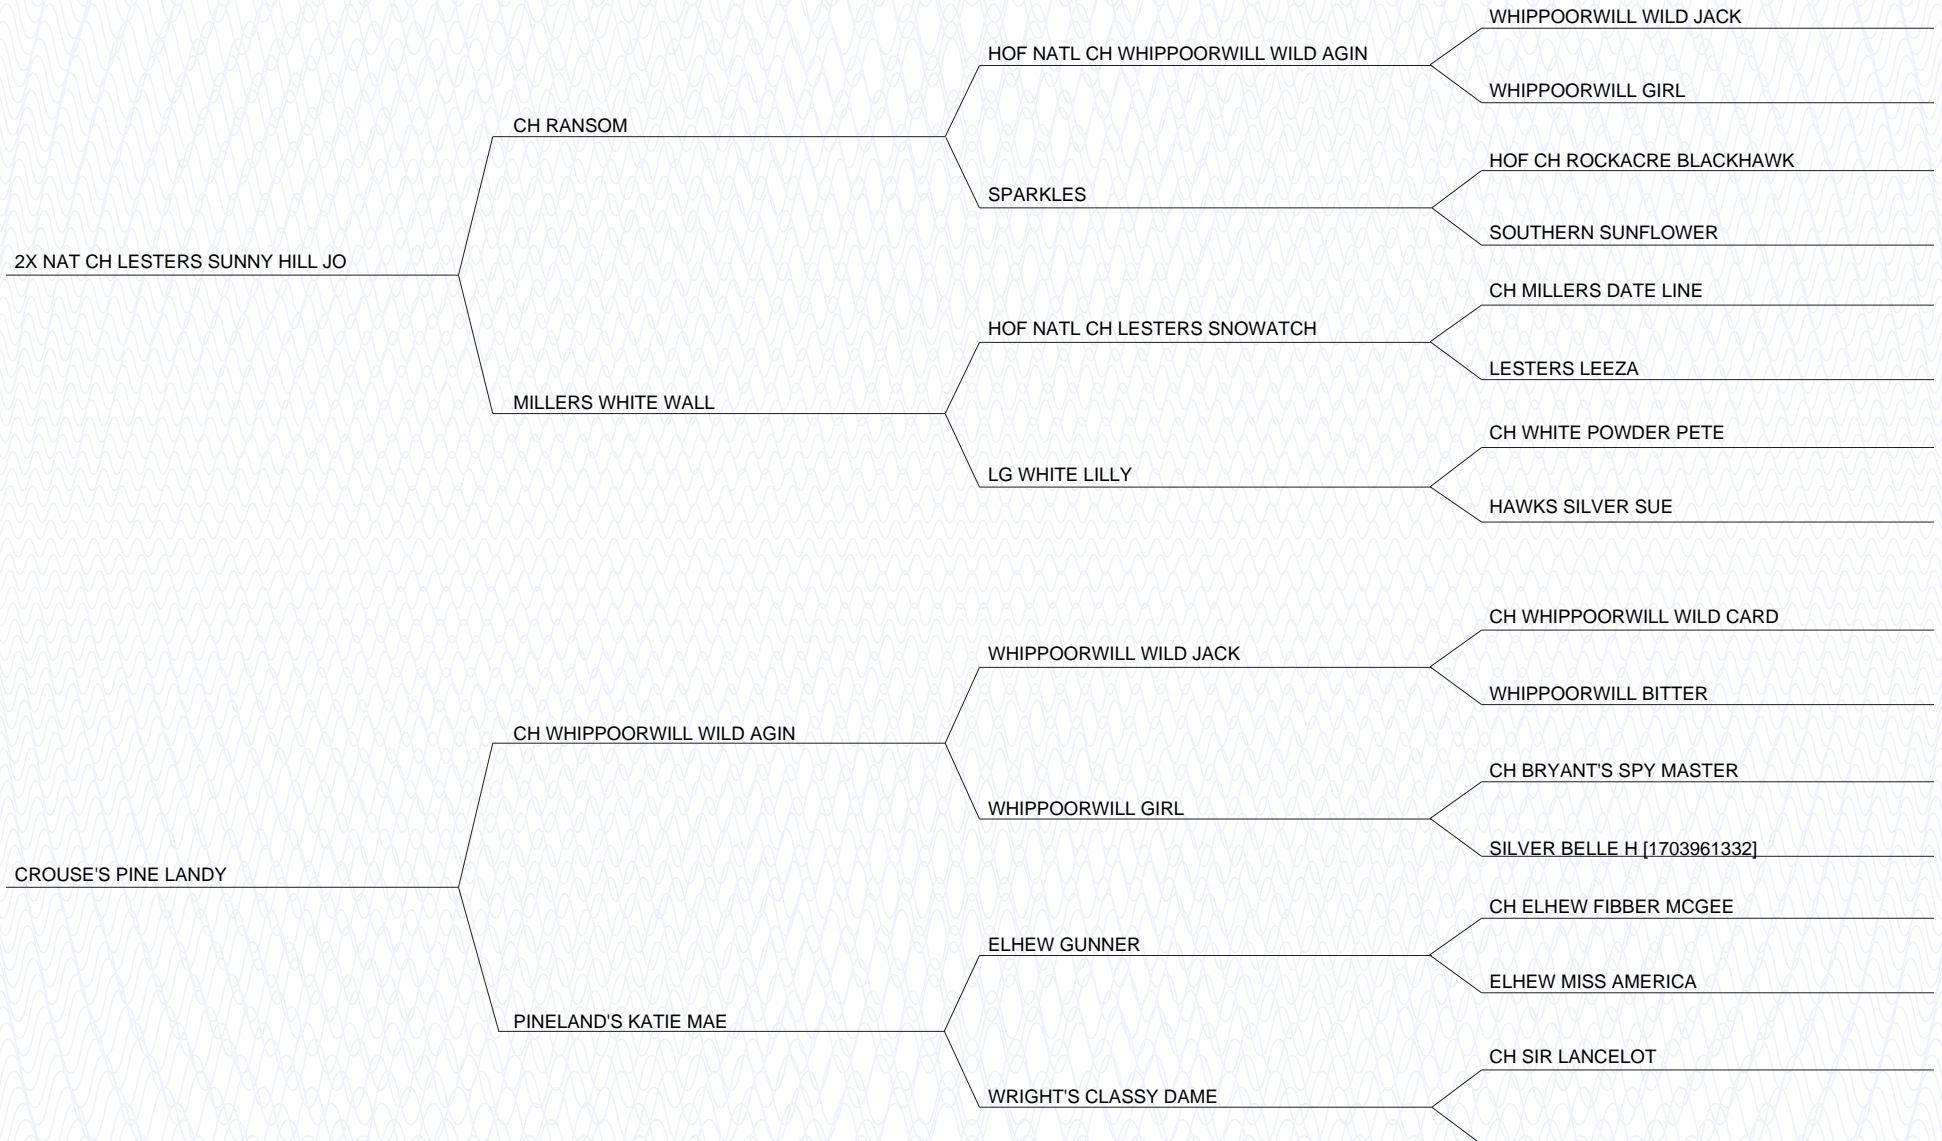 WHIPPOORWILL WILD JACK
HOF NATL CH WHIPPOORWILL WILD AGIN
WHIPPOORWILL GIRL
CH RANSOM
HOF CH ROCKACRE BLACKHAWK
SPARKLES
SOUTHERN SUNFLOWER
2X NAT CH LESTERS SUNNY HILL JO
CH MILLERS DATE LINE
HOF NATL CH LESTERS SNOWATCH
LESTERS LEEZA
MILLERS WHITE WALL
CH WHITE POWDER PETE
LG WHITE LILLY
HAWKS SILVER SUE
CH WHIPPOORWILL WILD CARD
WHIPPOORWILL WILD JACK
WHIPPOORWILL BITTER
CH WHIPPOORWILL WILD AGIN
CH BRYANT'S SPY MASTER
WHIPPOORWILL GIRL
SILVER BELLE H [1703961332]
CROUSE'S PINE LANDY
CH ELHEW FIBBER MCGEE
ELHEW GUNNER
ELHEW MISS AMERICA
PINELAND'S KATIE MAE
CH SIR LANCELOT
WRIGHT'S CLASSY DAME